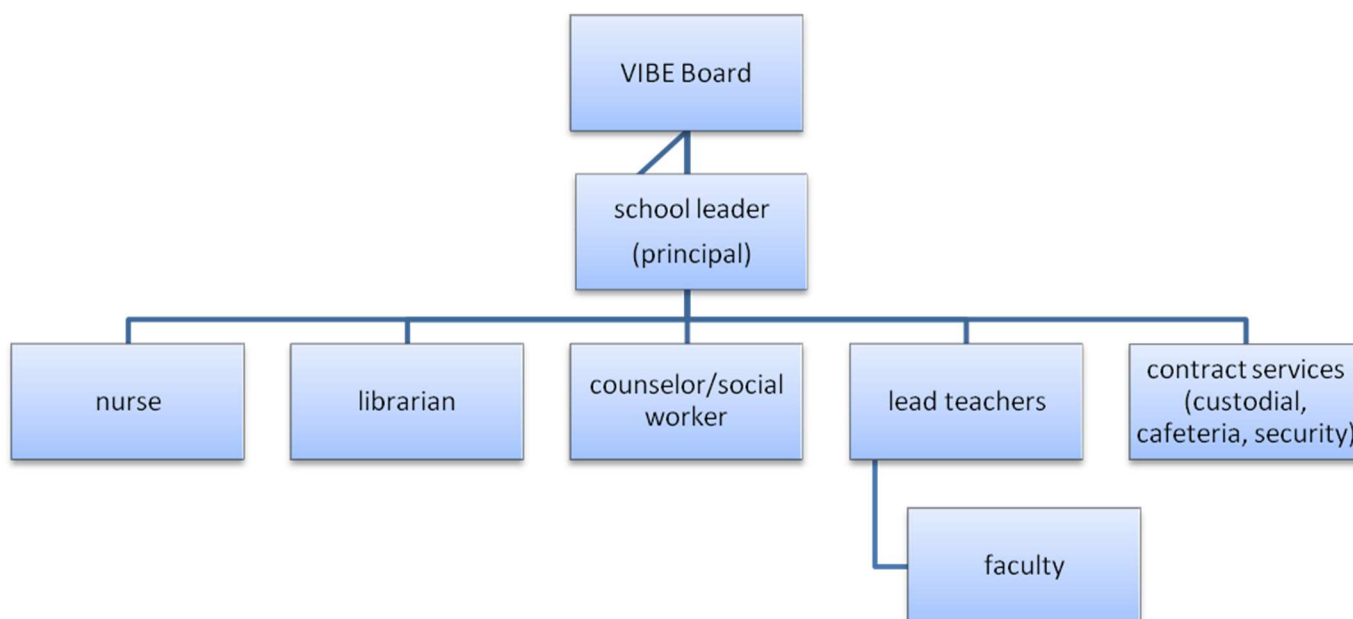 VIBE Board
school leader
(principal)
nurse
librarian
counselor/social
worker
lead teachers
contract services
(custodial,
cafeteria, security)
faculty